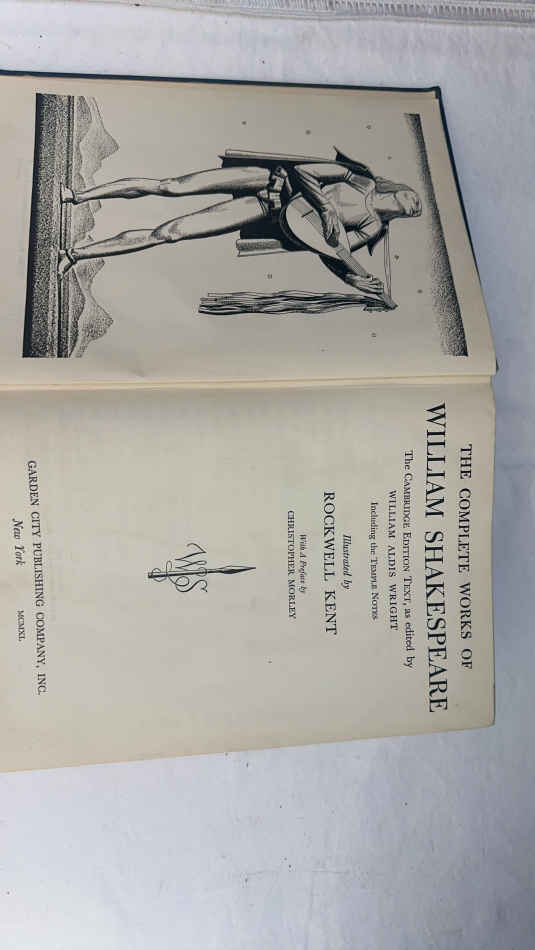 THE COMPLETE WORKS OF
WILLIAM SHAKESPEARE
The CAMBRIDGE EDITION TEXT, as edited by
WILLIAM ALDIS WRIGHT
Including the TEMPLE NOTES
Illustrated by
ROCKWELL KENT
With A Preface by
CHRISTOPHER MORLEY
WS
GARDEN CITY PUBLISHING COMPANY, INC.
New York MCMXL